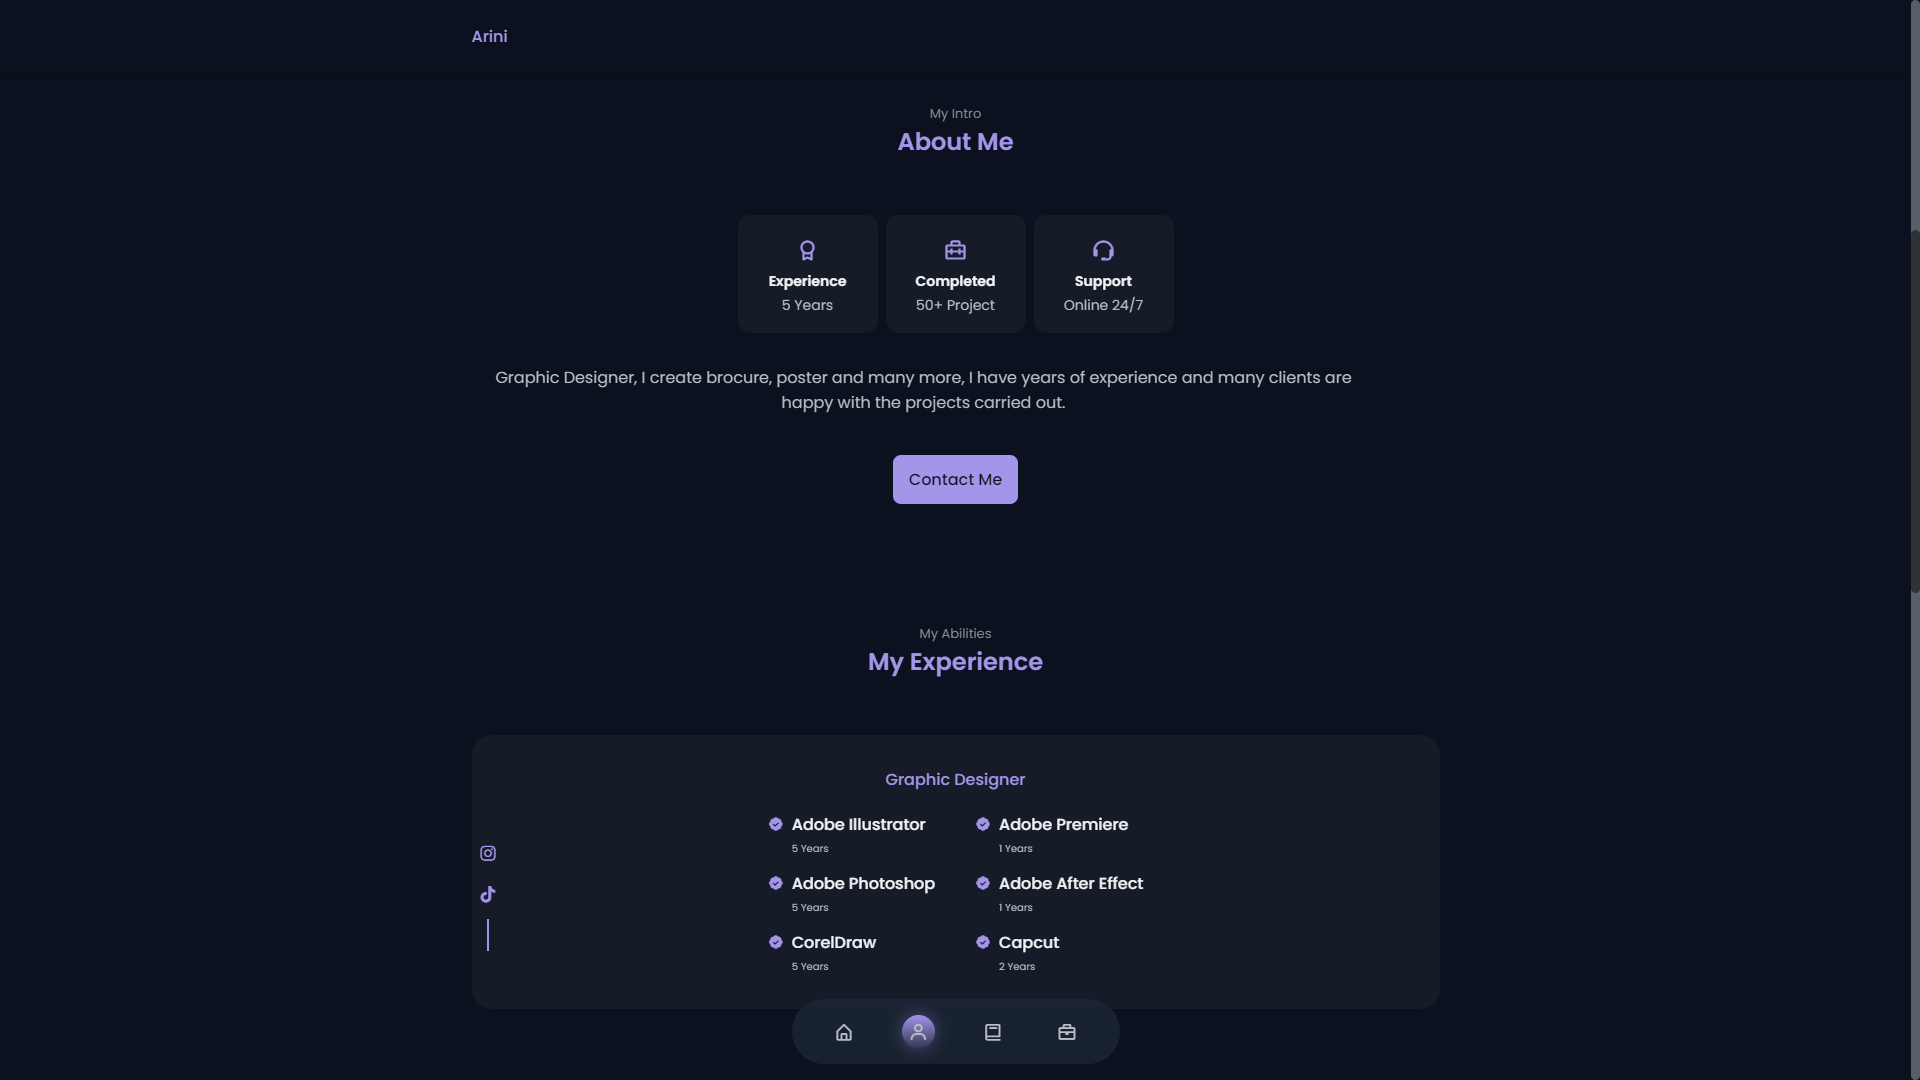 Arini
My Intro
About Me
Experience
5 Years
Completed
50+ Project
Support
Online 24/7
Graphic Designer, I create brocure, poster and many more, I have years of experience and many clients are
happy with the projects carried out.
Contact Me
My Abilities
My Experience
Graphic Designer
Adobe Illustrator
5 Years
Adobe Photoshop
5 Years
CorelDraw
5 Years
Adobe Premiere
1 Years
Adobe After Effect
1 Years
Capcut
2 Years